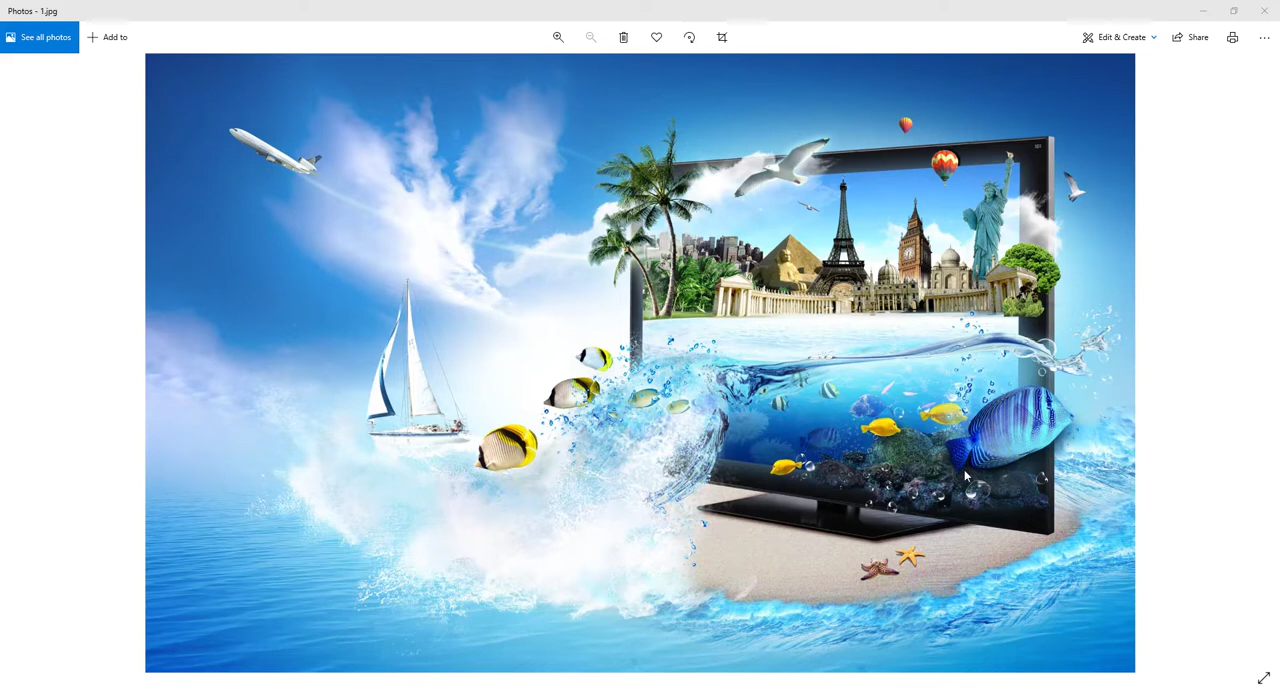 Photos - 1.jpg
See all photos
Add to
Edit & Create
Share